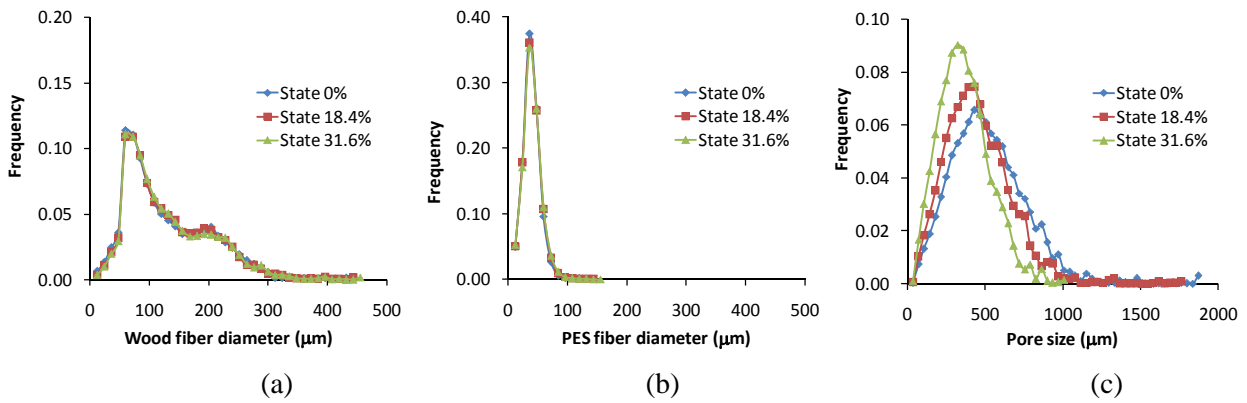 0.20
0.15
0.10
0.05
0.00
Frequency
0
100
200
300
400
500
Wood fiber diameter (µm)
State 0%
State 18.4%
State 31.6%
(a)
0.40
0.30
0.20
0.10
0.00
Frequency
0
100
200
300
400
500
PES fiber diameter (µm)
State 0%
State 18.4%
State 31.6%
(b)
0.10
0.08
0.06
0.04
0.02
0.00
Frequency
0
500
1000
1500
2000
Pore size (µm)
State 0%
State 18.4%
State 31.6%
(c)